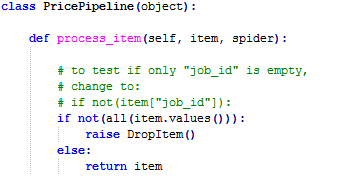 class PricePipeline(object):
def process_item(self, item, spider):
# to test if only "job_id" is empty,
# change to:
# if not(item["job_id"]):
if not(all(item.values())):
raise DropItem()
else:
return item